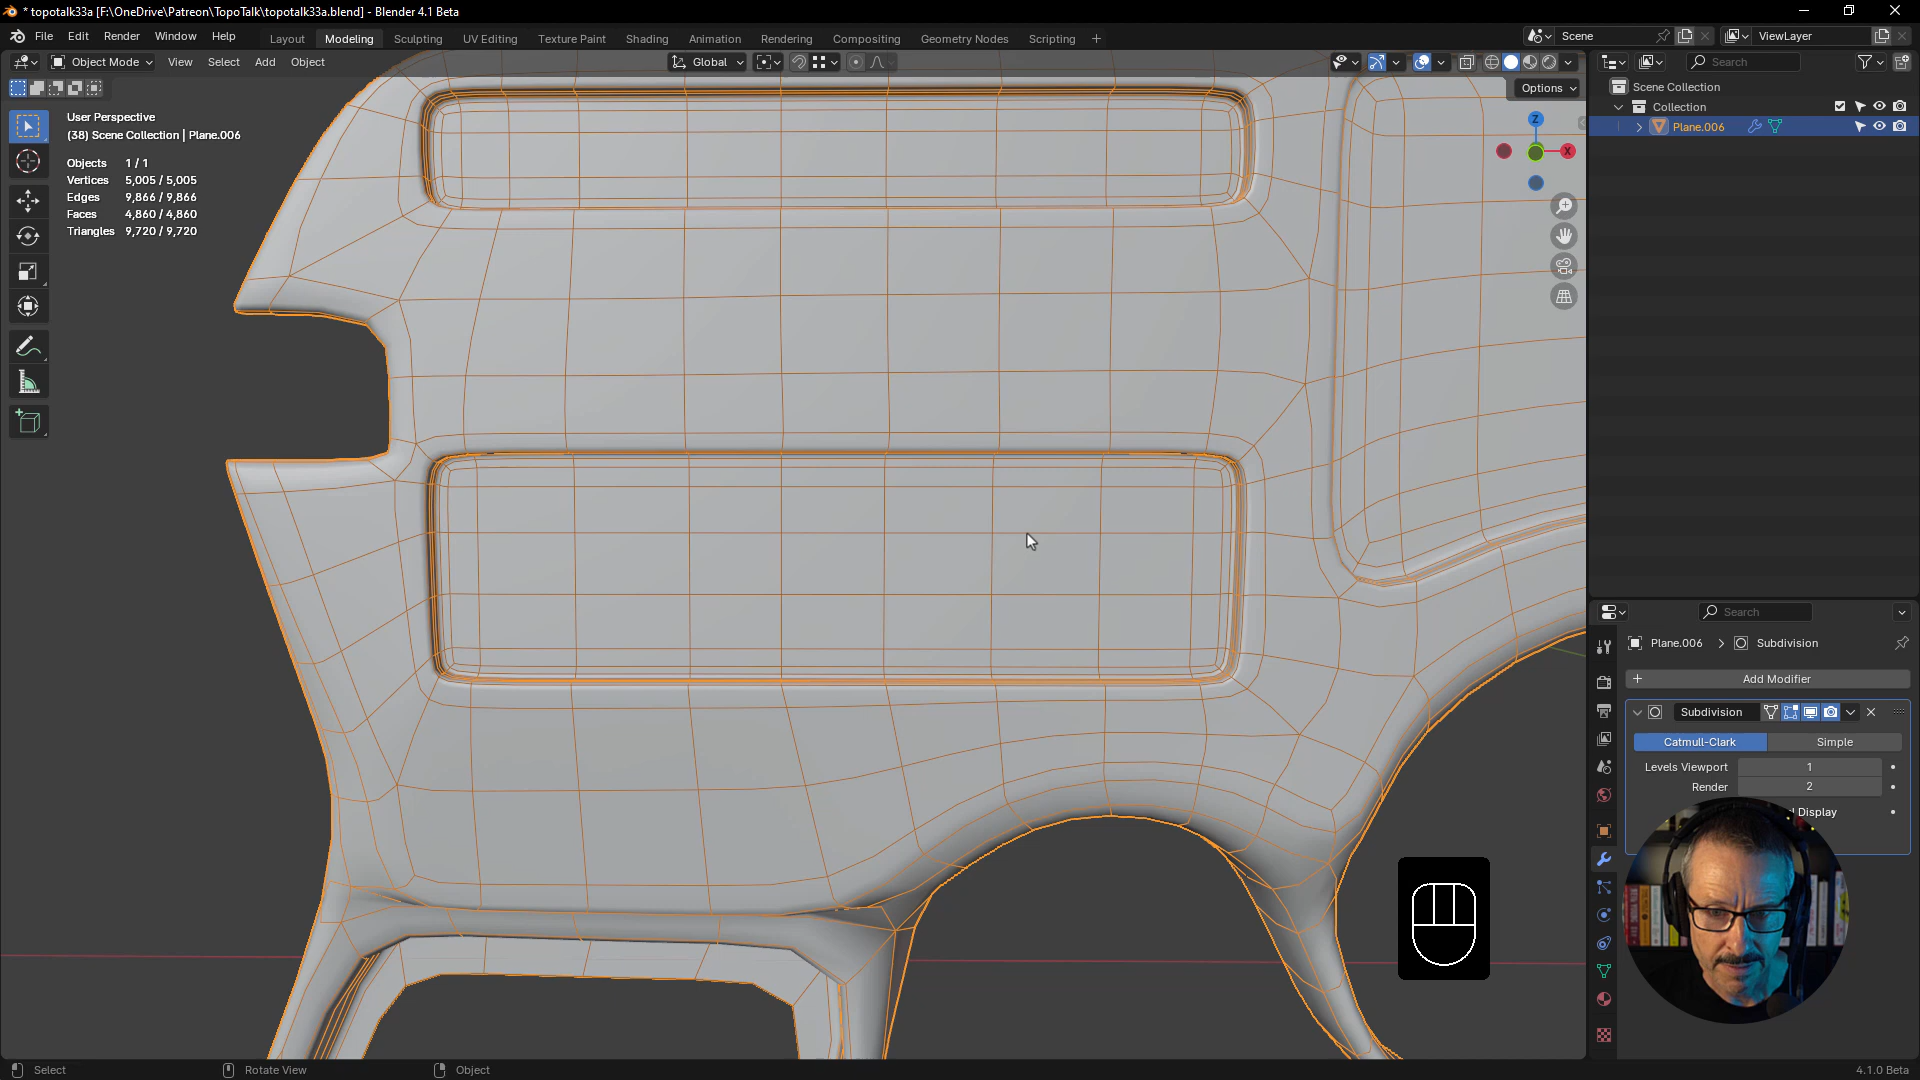 * topotalk33a [F:\OneDrive\Patreon\TopoTalk\topotalk33a.blend] - Blender 4.1 Beta
File Edit Render Window Help
Layout Modeling Sculpting UV Editing Texture Paint Shading Animation Rendering Compositing Geometry Nodes Scripting +
Scene
ViewLayer
Object Mode View Select Add Object
Global
Search
Options
User Perspective
(38) Scene Collection | Plane.006
Objects 1 / 1
Vertices 5,005 / 5,005
Edges 9,866 / 9,866
Faces 4,860 / 4,860
Triangles 9,720 / 9,720
Z
X
Scene Collection
Collection
Plane.006
Search
Plane.006 > Subdivision
+ Add Modifier
Subdivision
Catmull-Clark Simple
Levels Viewport 1
Render 2
l Display
Select
Rotate View
Object
4.1.0 Beta